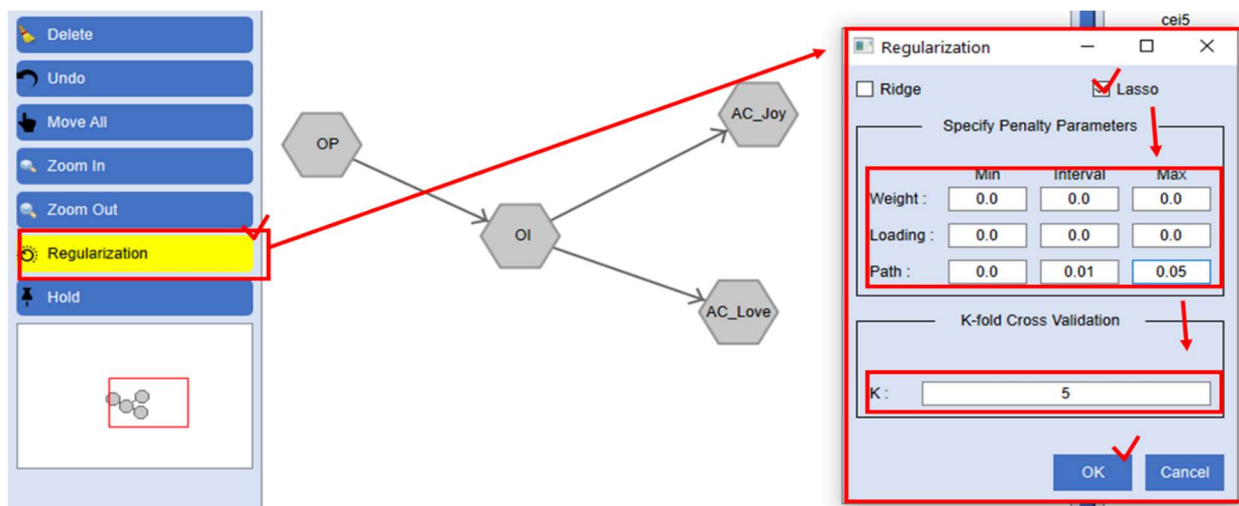 Delete
Undo
Move All
Zoom In
Zoom Out
Regularization
Hold
OP
OI
AC_Joy
AC_Love
cei5
Regularization
Ridge
Lasso
Specify Penalty Parameters
Min Interval Max
Weight : 0.0 0.0 0.0
Loading : 0.0 0.0 0.0
Path : 0.0 0.01 0.05
K-fold Cross Validation
K : 5
OK Cancel